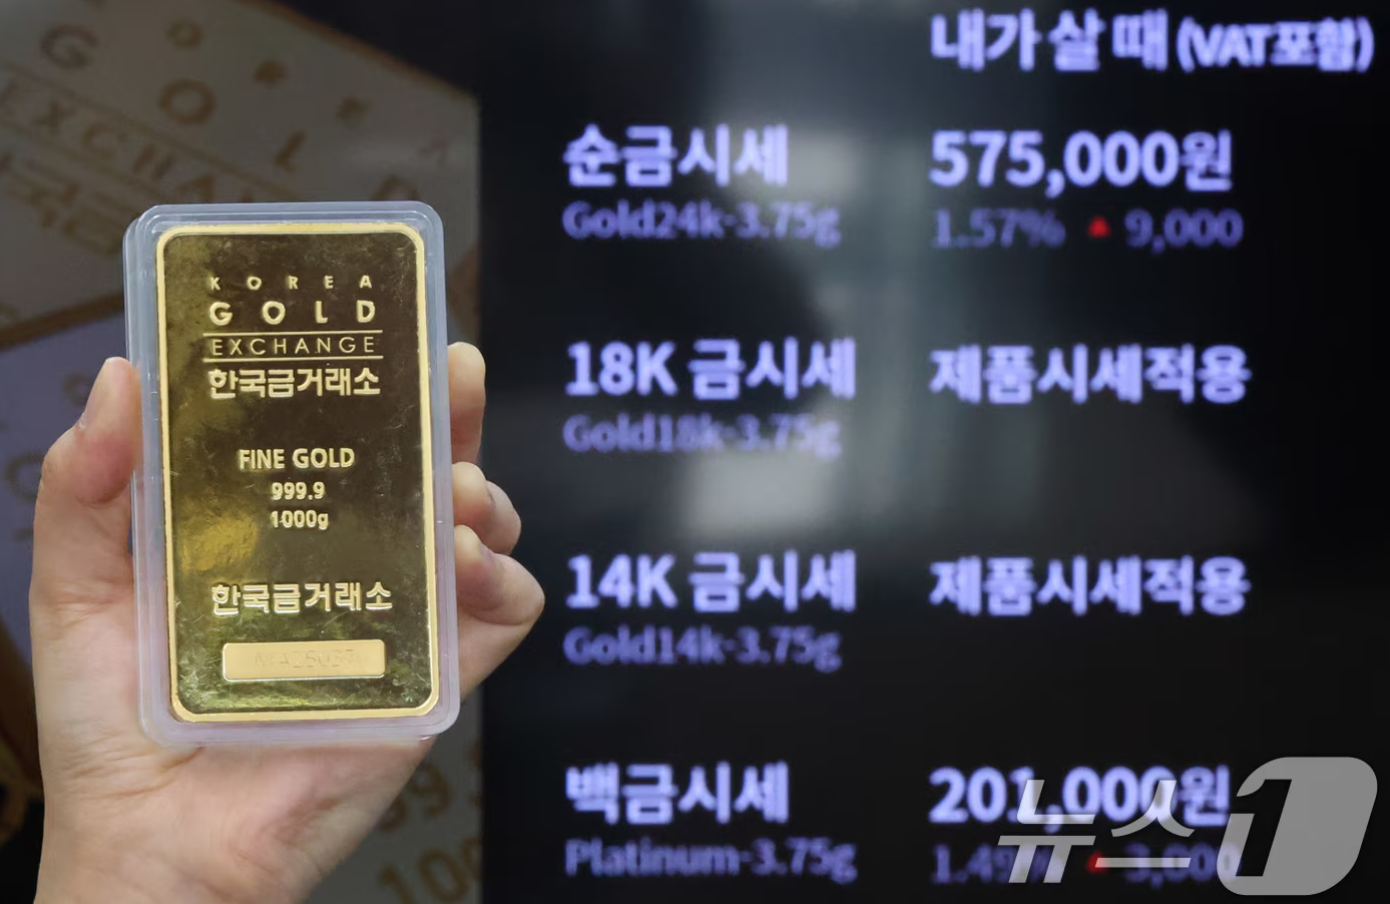 KOREA
GOLD
EXCHANGE
한국금거래소
FINE GOLD
999.9
1000g
한국금거래소
내가 살 때 (VAT포함)
순금시세 575,000원
Gold24k-3.75g 1.57% ▲ 9,000
18K 금시세 제품시세적용
Gold18k-3.75g
14K 금시세 제품시세적용
Gold14k-3.75g
백금시세 201,000원
Platinum-3.75g 3,000
뉴스1